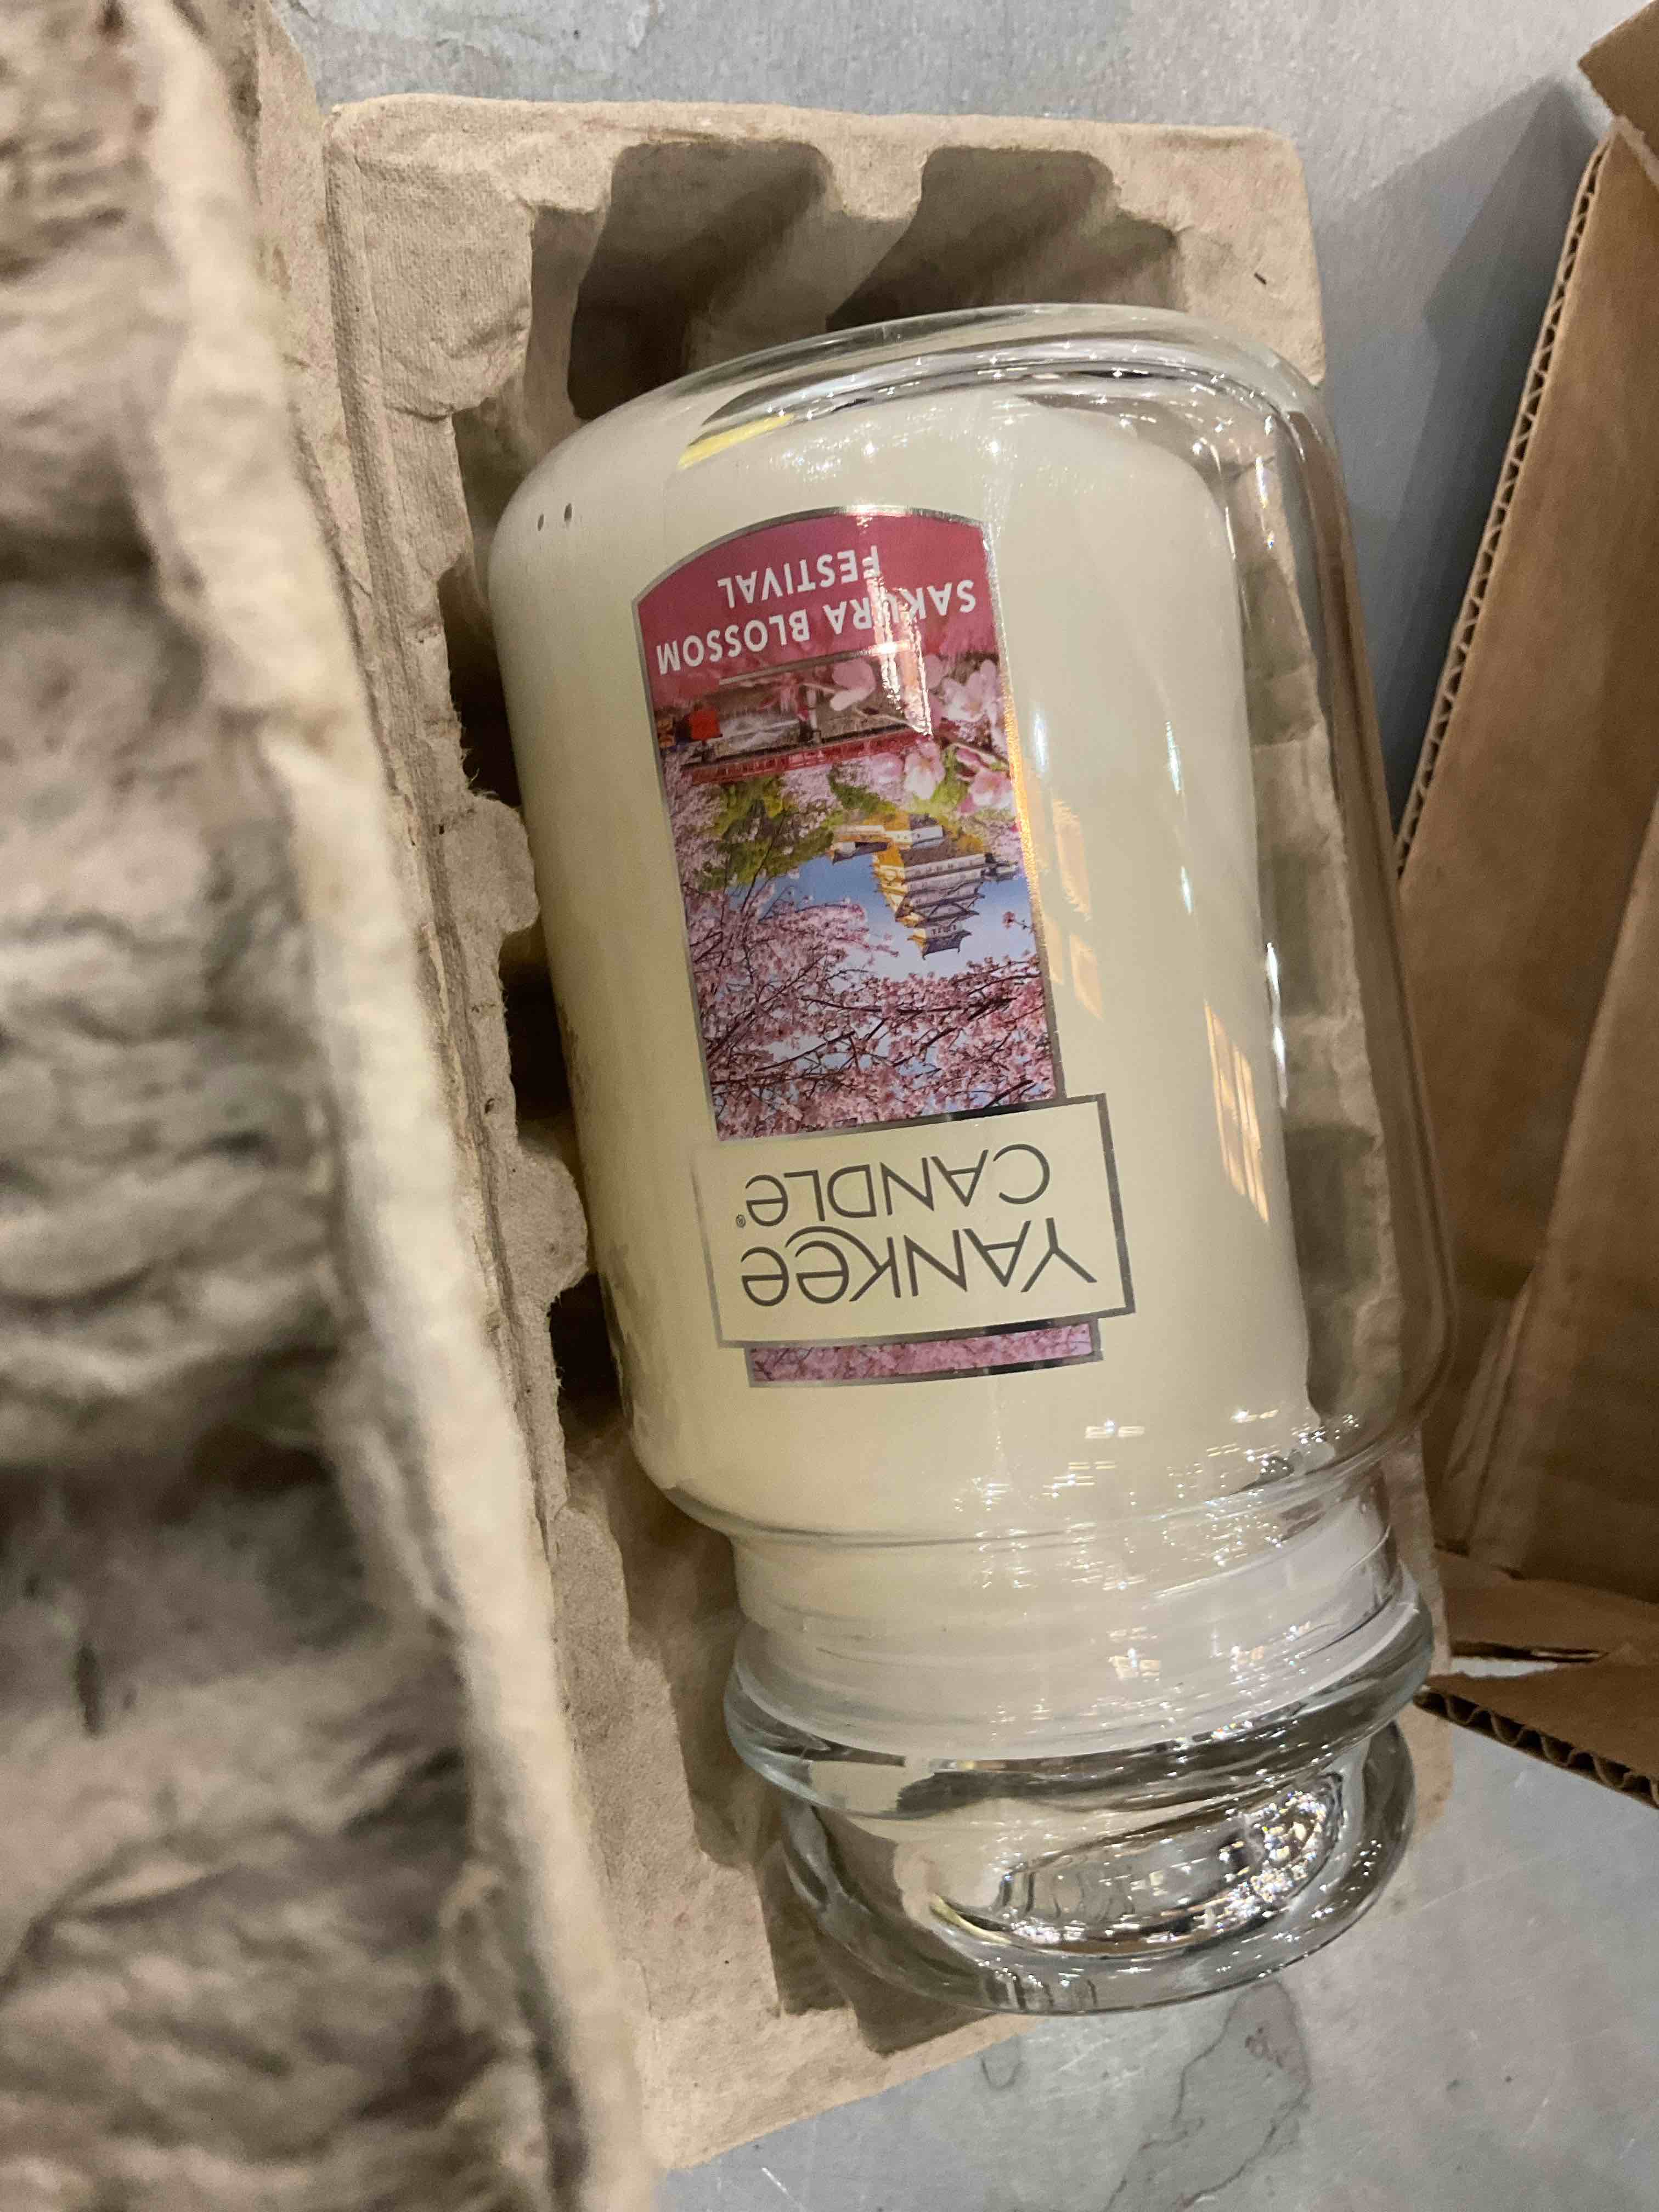 YANKEE
CANDLE®
SAKURA BLOSSOM
FESTIVAL